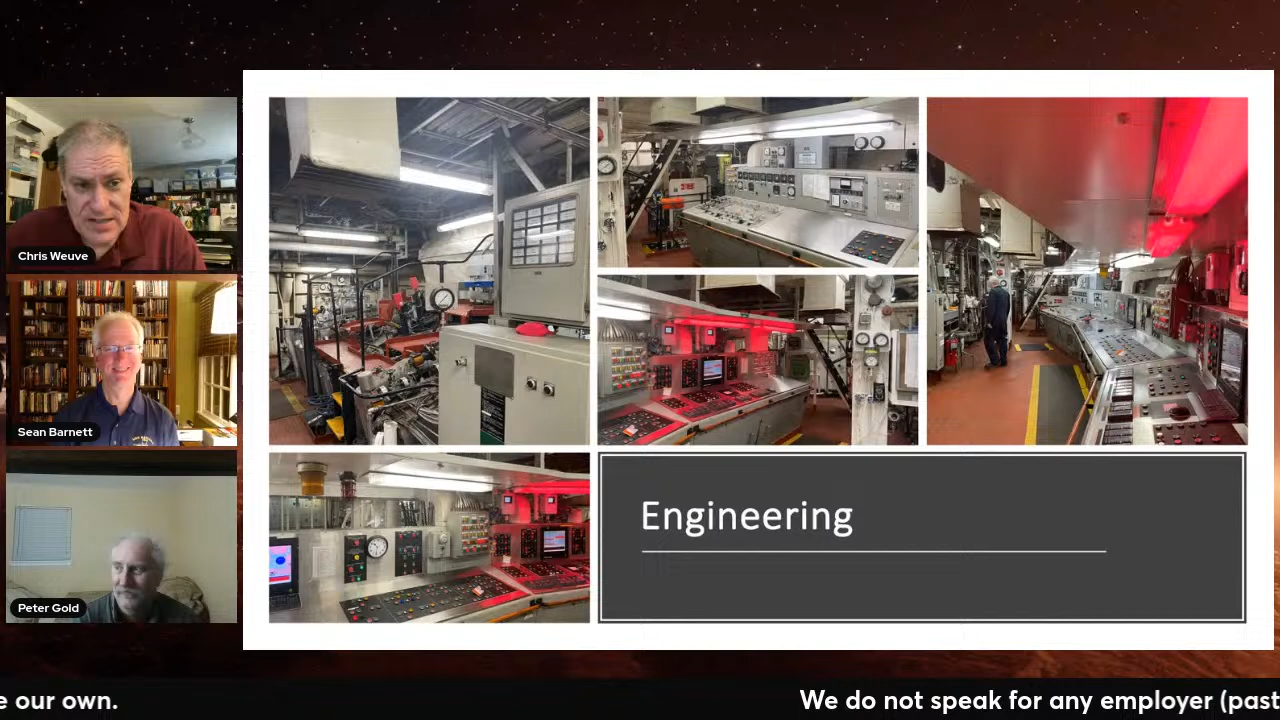 Chris Weuve
Sean Barnett
Peter Gold
Engineering
e our own.
We do not speak for any employer (past